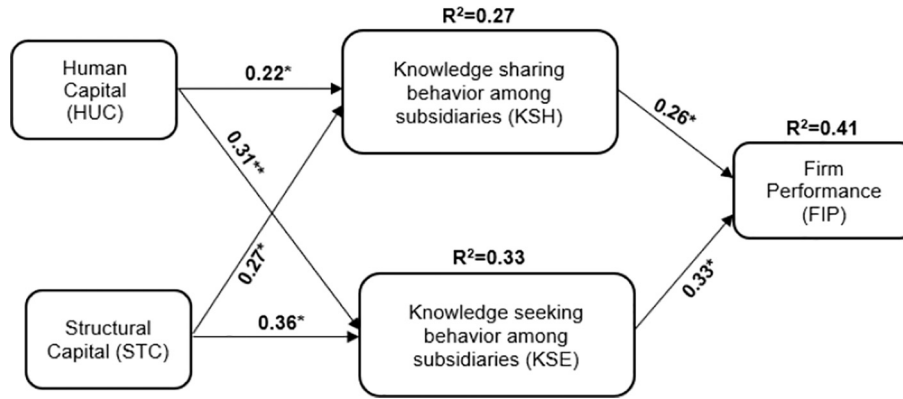 R²=0.27
Human
Capital
(HUC)
0.22*
Knowledge sharing
behavior among
subsidiaries (KSH)
0.26*
R²=0.41
0.31**
Firm
Performance
(FIP)
0.27*
R²=0.33
0.33*
Structural
Capital (STC)
0.36*
Knowledge seeking
behavior among
subsidiaries (KSE)